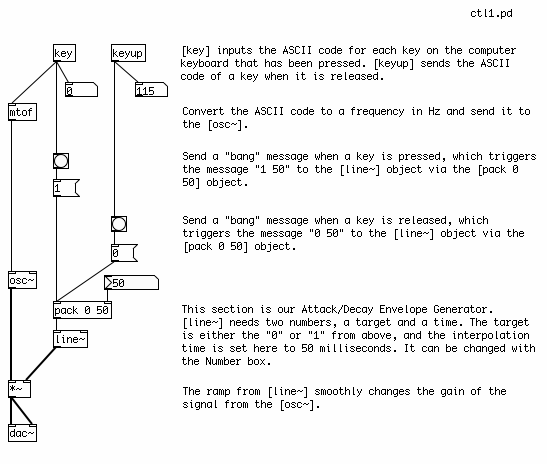 ctl1.pd
key
keyup
[key] inputs the ASCII code for each key on the computer
keyboard that has been pressed. [keyup] sends the ASCII
code of a key when it is released.
0
115
mtof
Convert the ASCII code to a frequency in Hz and send it to
the [osc~].
Send a "bang" message when a key is pressed, which triggers
the message "1 50" to the [line~] object via the [pack 0
50] object.
1
Send a "bang" message when a key is released, which
triggers the message "0 50" to the [line~] object via the
[pack 0 50] object.
0
osc~
50
pack 0 50
This section is our Attack/Decay Envelope Generator.
[line~] needs two numbers, a target and a time. The target
is either the "0" or "1" from above, and the interpolation
time is set here to 50 milliseconds. It can be changed with
the Number box.
line~
*~
The ramp from [line~] smoothly changes the gain of the
signal from the [osc~].
dac~